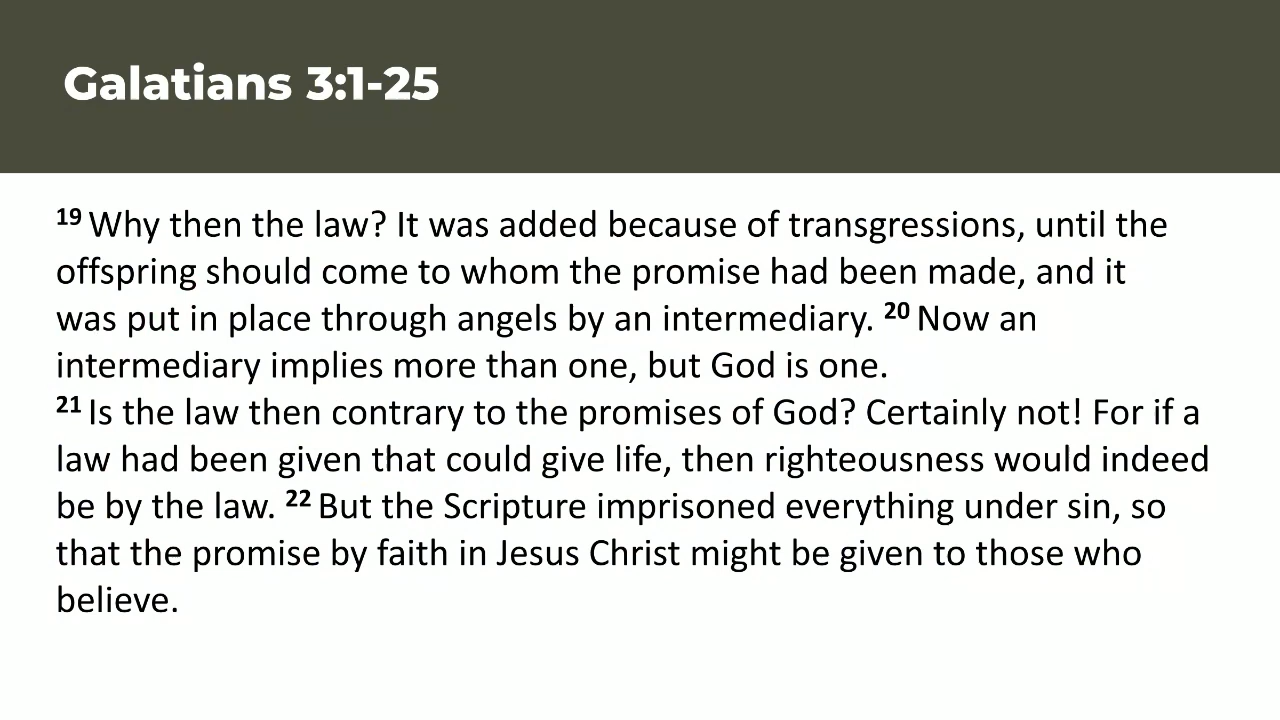 Galatians 3:1-25
19 Why then the law? It was added because of transgressions, until the
offspring should come to whom the promise had been made, and it
was put in place through angels by an intermediary. 20 Now an
intermediary implies more than one, but God is one.
21 Is the law then contrary to the promises of God? Certainly not! For if a
law had been given that could give life, then righteousness would indeed
be by the law. 22 But the Scripture imprisoned everything under sin, so
that the promise by faith in Jesus Christ might be given to those who
believe.